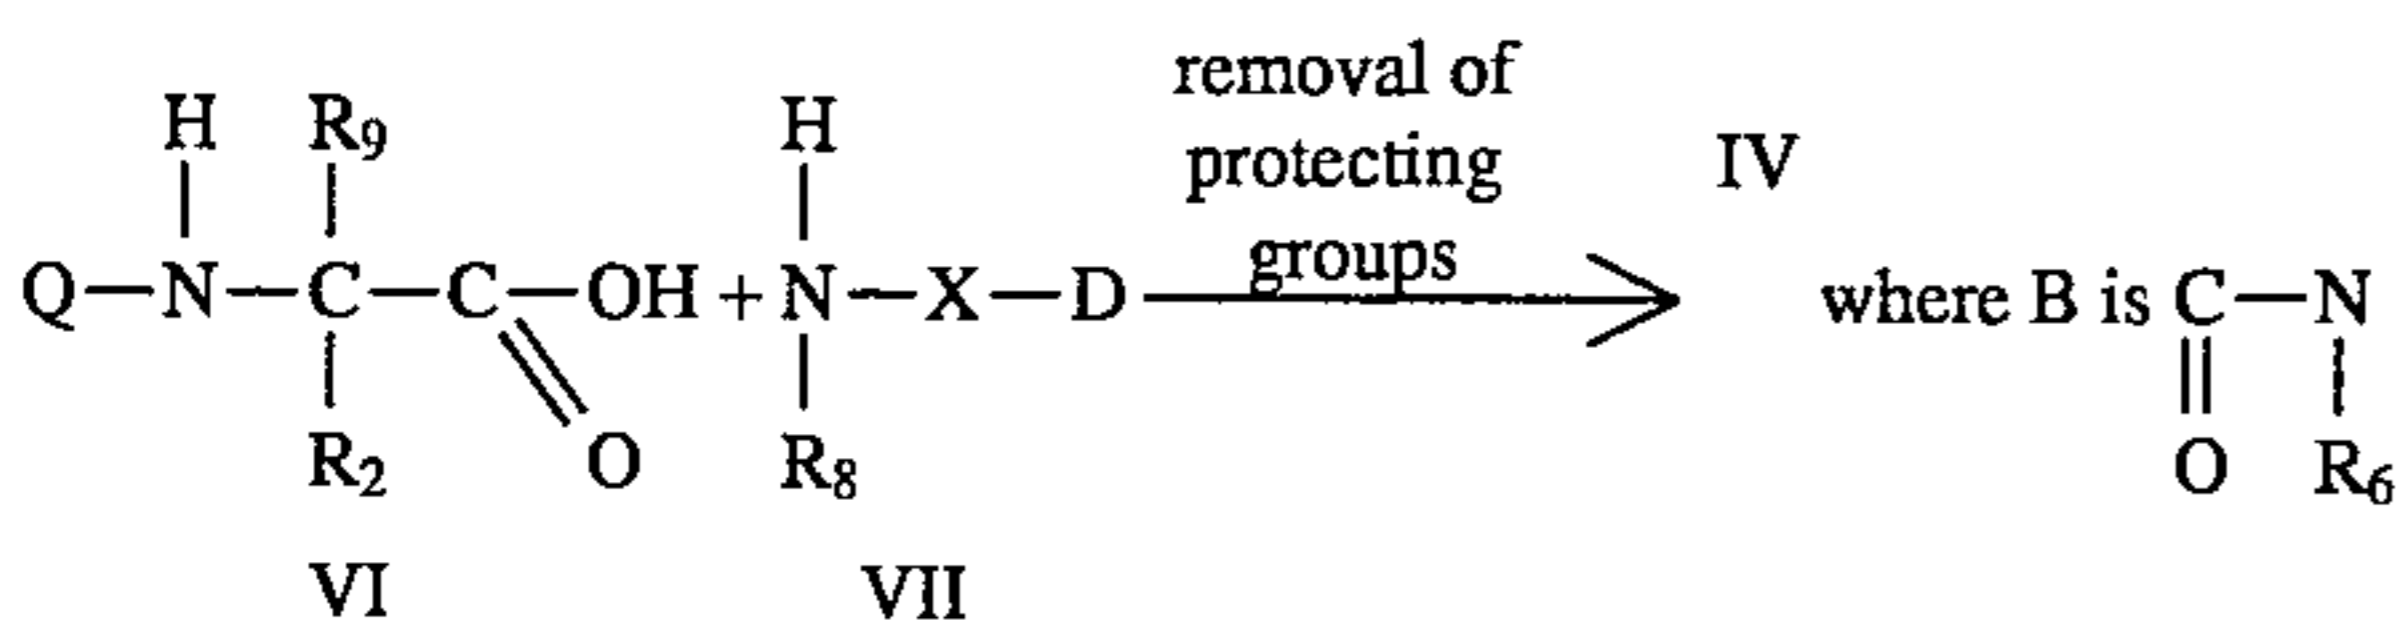 removal of
protecting
groups
H R9 H IV
Q—N—C—C—OH + N—X—D where B is C—N
R2 O R8 O R6
VI VII